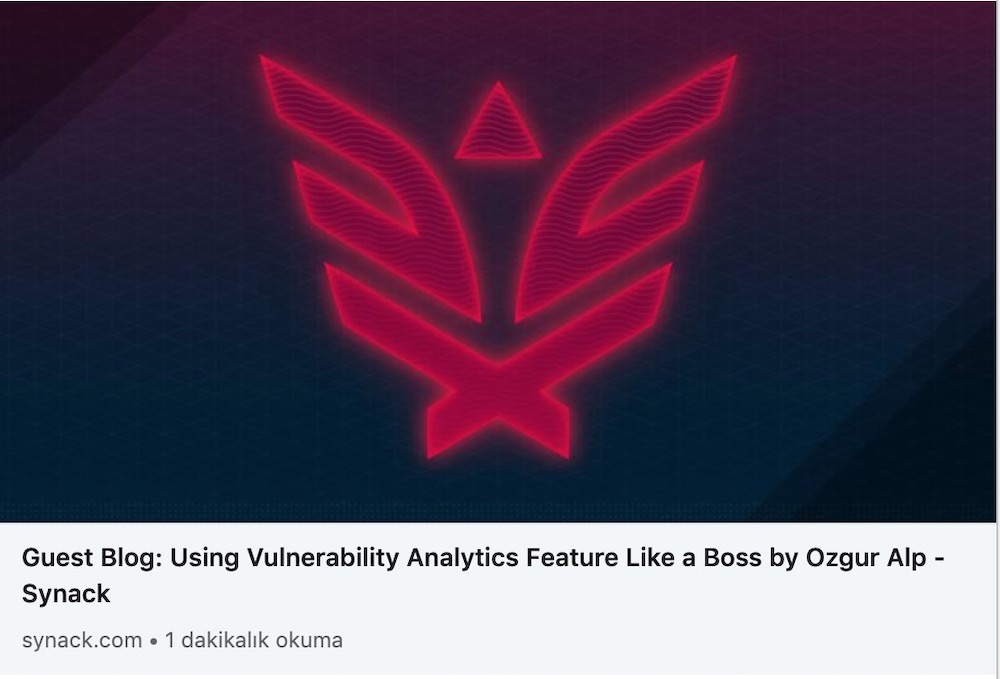 Guest Blog: Using Vulnerability Analytics Feature Like a Boss by Ozgur Alp -
Synack
synack.com • 1 dakikalık okuma